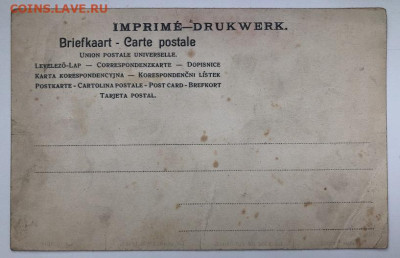 COINS.LAVE.RU
IMPRIMÉ—DRUKWERK.
Briefkaart - Carte postale
UNION POSTALE UNIVERSELLE.
LEVELEZÖ-LAP — CORRESPONDENZKARTE — DOPISNICE
KARTA KORESPONDENCYJNA — KORESPONDENČNI LÍSTEK
POSTKARTE - CARTOLINA POSTALE - POST CARD - BREFKORT
TARJETA POSTAL.